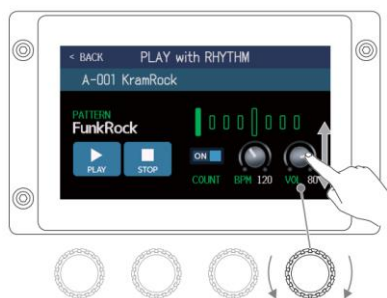 < BACK PLAY with RHYTHM
A-001 KramRock
PATTERN
FunkRock
PLAY
STOP
ON
COUNT BPM 120 VOL 80